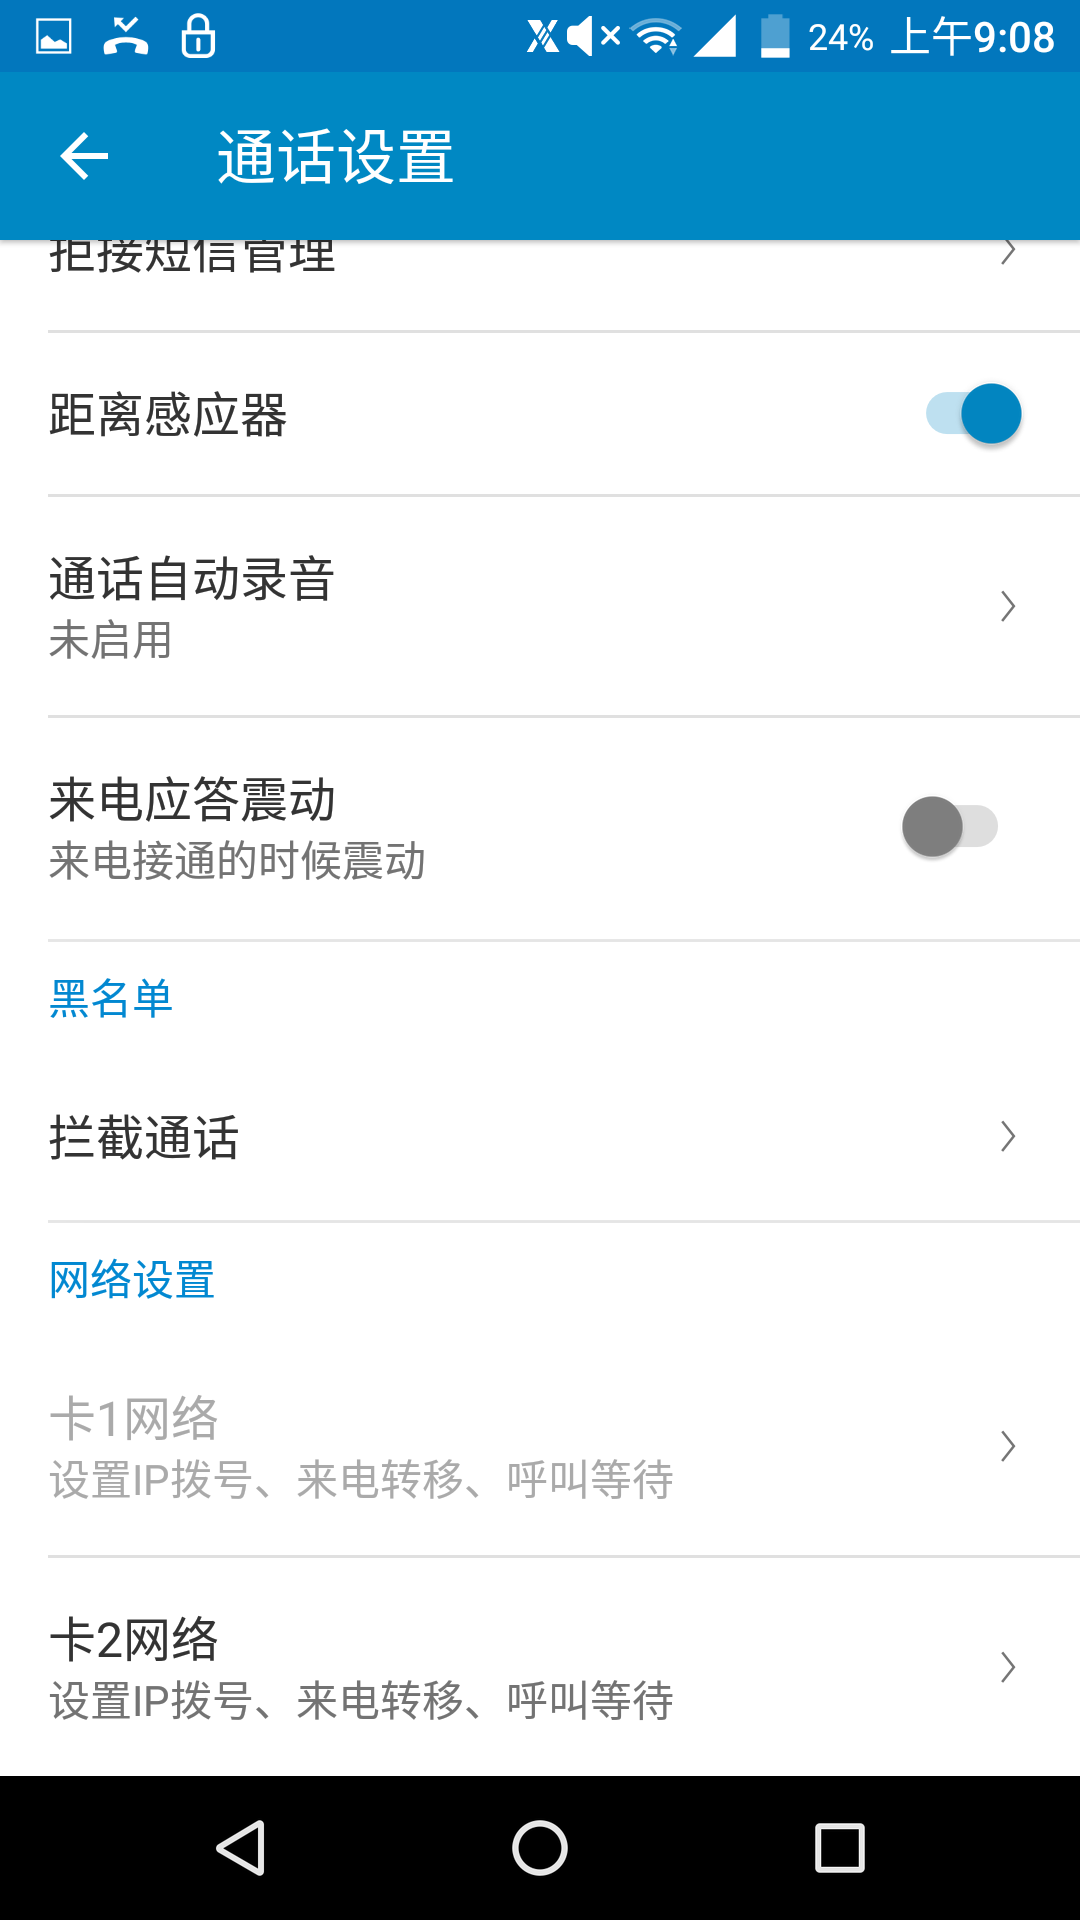 24% 上午9:08
通话设置
拒接短信管理
距离感应器
通话自动录音
未启用
来电应答震动
来电接通的时候震动
黑名单
拦截通话
网络设置
卡1网络
设置IP拨号、来电转移、呼叫等待
卡2网络
设置IP拨号、来电转移、呼叫等待